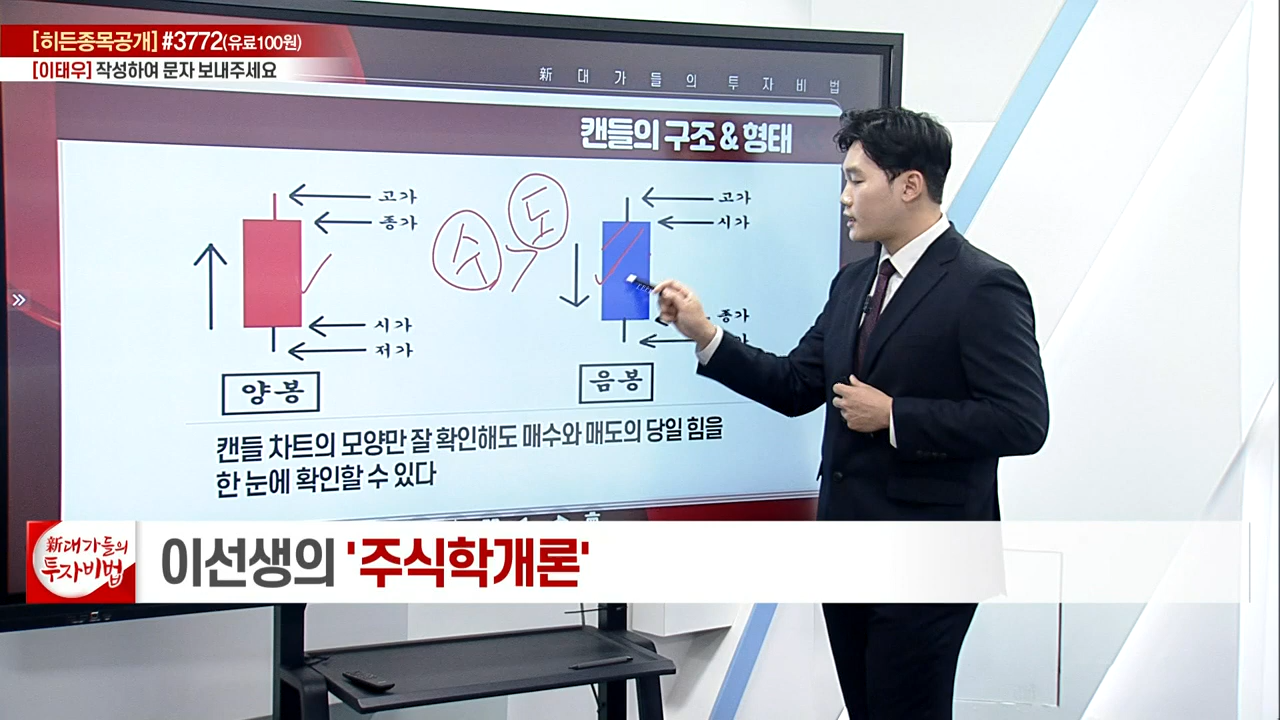 [히든종목공개] #3772(유료100원)
[이태우] 작성하여 문자 보내주세요
新 대가들의 투자비법
캔들의 구조 & 형태
고가
종가
시가
저가
양봉
수
도
고가
시가
종가
음봉
캔들 차트의 모양만 잘 확인해도 매수와 매도의 당일 힘을
한 눈에 확인할 수 있다
新대가들의
투자비법
이선생의 '주식학개론'